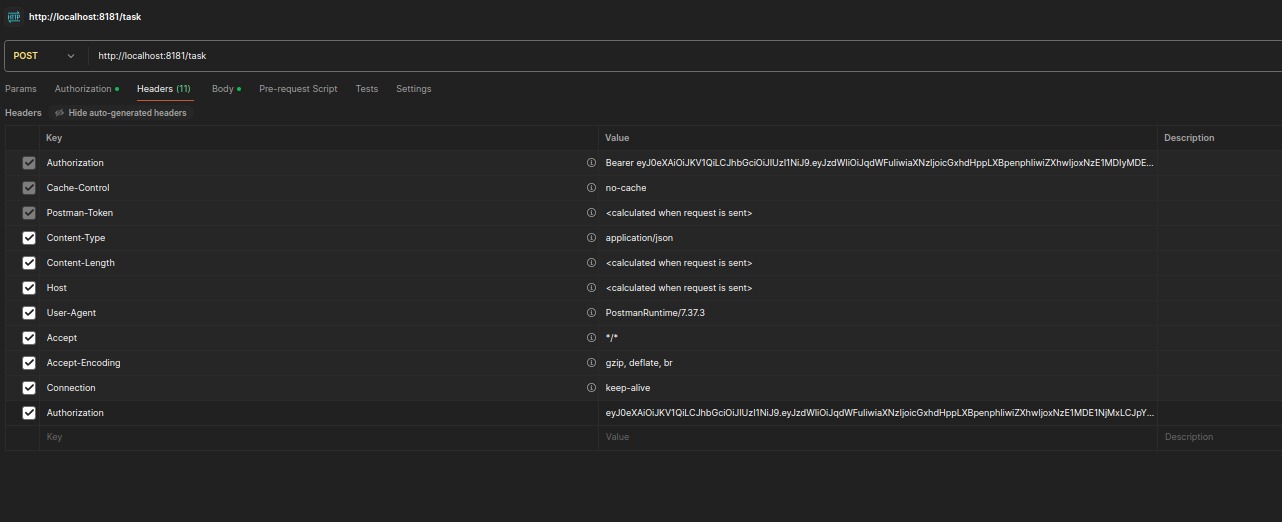 HTTP http://localhost:8181/task
POST http://localhost:8181/task
Params Authorization Headers (11) Body Pre-request Script Tests Settings
Headers Hide auto-generated headers
Key Value Description
Authorization Bearer eyJ0eXAiOiJKV1QiLCJhbGciOiJIUzI1NiJ9.eyJzdWIiOiJqdWFuIiwiaXNzIjoicGxhdHppLXBpenphIiwiZXhwIjoxNzE1MDIyMDE...
Cache-Control no-cache
Postman-Token <calculated when request is sent>
Content-Type application/json
Content-Length <calculated when request is sent>
Host <calculated when request is sent>
User-Agent PostmanRuntime/7.37.3
Accept */*
Accept-Encoding gzip, deflate, br
Connection keep-alive
Authorization eyJ0eXAiOiJKV1QiLCJhbGciOiJIUzI1NiJ9.eyJzdWIiOiJqdWFuIiwiaXNzIjoicGxhdHppLXBpenphIiwiZXhwIjoxNzE1MDE1NjMxLCJpY...
Key Value Description